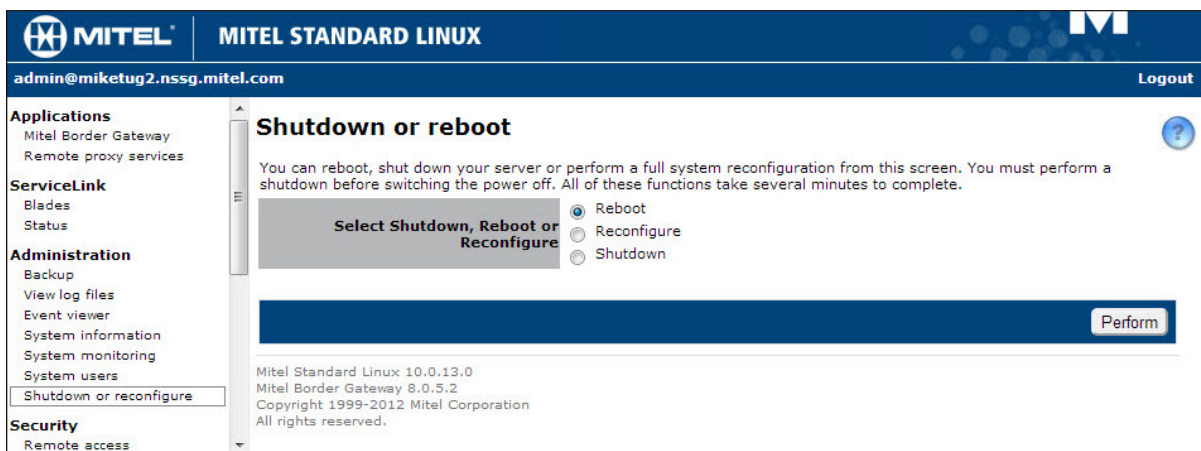 MITEL
MITEL STANDARD LINUX
admin@miketug2.nssg.mitel.com
Logout
Applications
Mitel Border Gateway
Remote proxy services
ServiceLink
Blades
Status
Administration
Backup
View log files
Event viewer
System information
System monitoring
System users
Shutdown or reconfigure
Security
Remote access
Shutdown or reboot
?
You can reboot, shut down your server or perform a full system reconfiguration from this screen. You must perform a
shutdown before switching the power off. All of these functions take several minutes to complete.
Select Shutdown, Reboot or
Reconfigure
Reboot
Reconfigure
Shutdown
Perform
Mitel Standard Linux 10.0.13.0
Mitel Border Gateway 8.0.5.2
Copyright 1999-2012 Mitel Corporation
All rights reserved.